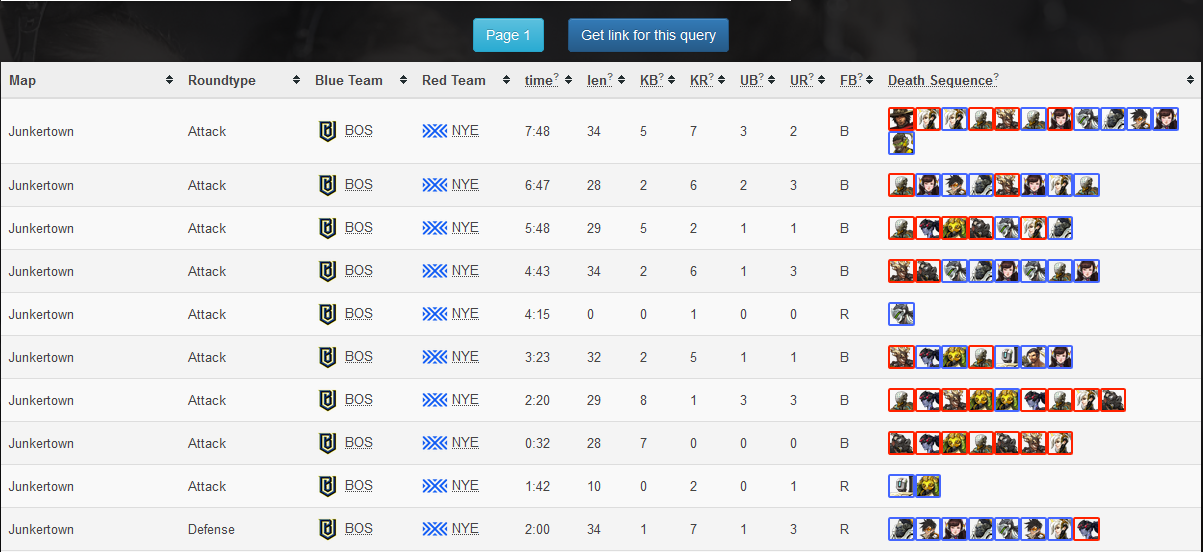 Page 1 Get link for this query
Map Roundtype Blue Team Red Team time? len? KB? KR? UB? UR? FB? Death Sequence?
Junkertown Attack BOS NYE 7:48 34 5 7 3 2 B
Junkertown Attack BOS NYE 6:47 28 2 6 2 3 B
Junkertown Attack BOS NYE 5:48 29 5 2 1 1 B
Junkertown Attack BOS NYE 4:43 34 2 6 1 3 B
Junkertown Attack BOS NYE 4:15 0 0 1 0 0 R
Junkertown Attack BOS NYE 3:23 32 2 5 1 1 B
Junkertown Attack BOS NYE 2:20 29 8 1 3 3 B
Junkertown Attack BOS NYE 0:32 28 7 0 0 0 B
Junkertown Attack BOS NYE 1:42 10 0 2 0 1 R
Junkertown Defense BOS NYE 2:00 34 1 7 1 3 R